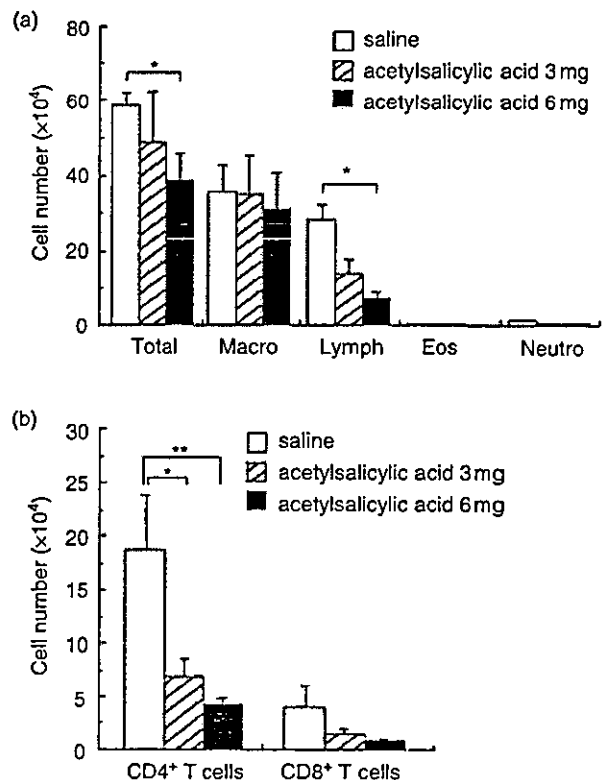 (a)
80
60
40
20
0
Cell number (×10⁴)
saline
acetylsalicylic acid 3 mg
acetylsalicylic acid 6 mg
*
*
Total Macro Lymph Eos Neutro
(b)
30
25
20
15
10
5
0
Cell number (×10⁴)
saline
acetylsalicylic acid 3 mg
acetylsalicylic acid 6 mg
**
*
CD4⁺ T cells CD8⁺ T cells